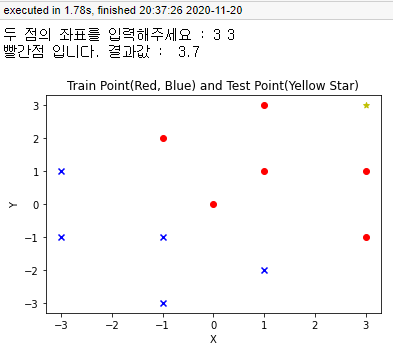 executed in 1.78s, finished 20:37:26 2020-11-20
두 점의 좌표를 입력해주세요 : 3 3
빨간점 입니다. 결과값 :  3.7
Train Point(Red, Blue) and Test Point(Yellow Star)
3
2
1
0
−1
−2
−3
Y
−3 −2 −1 0 1 2 3
X